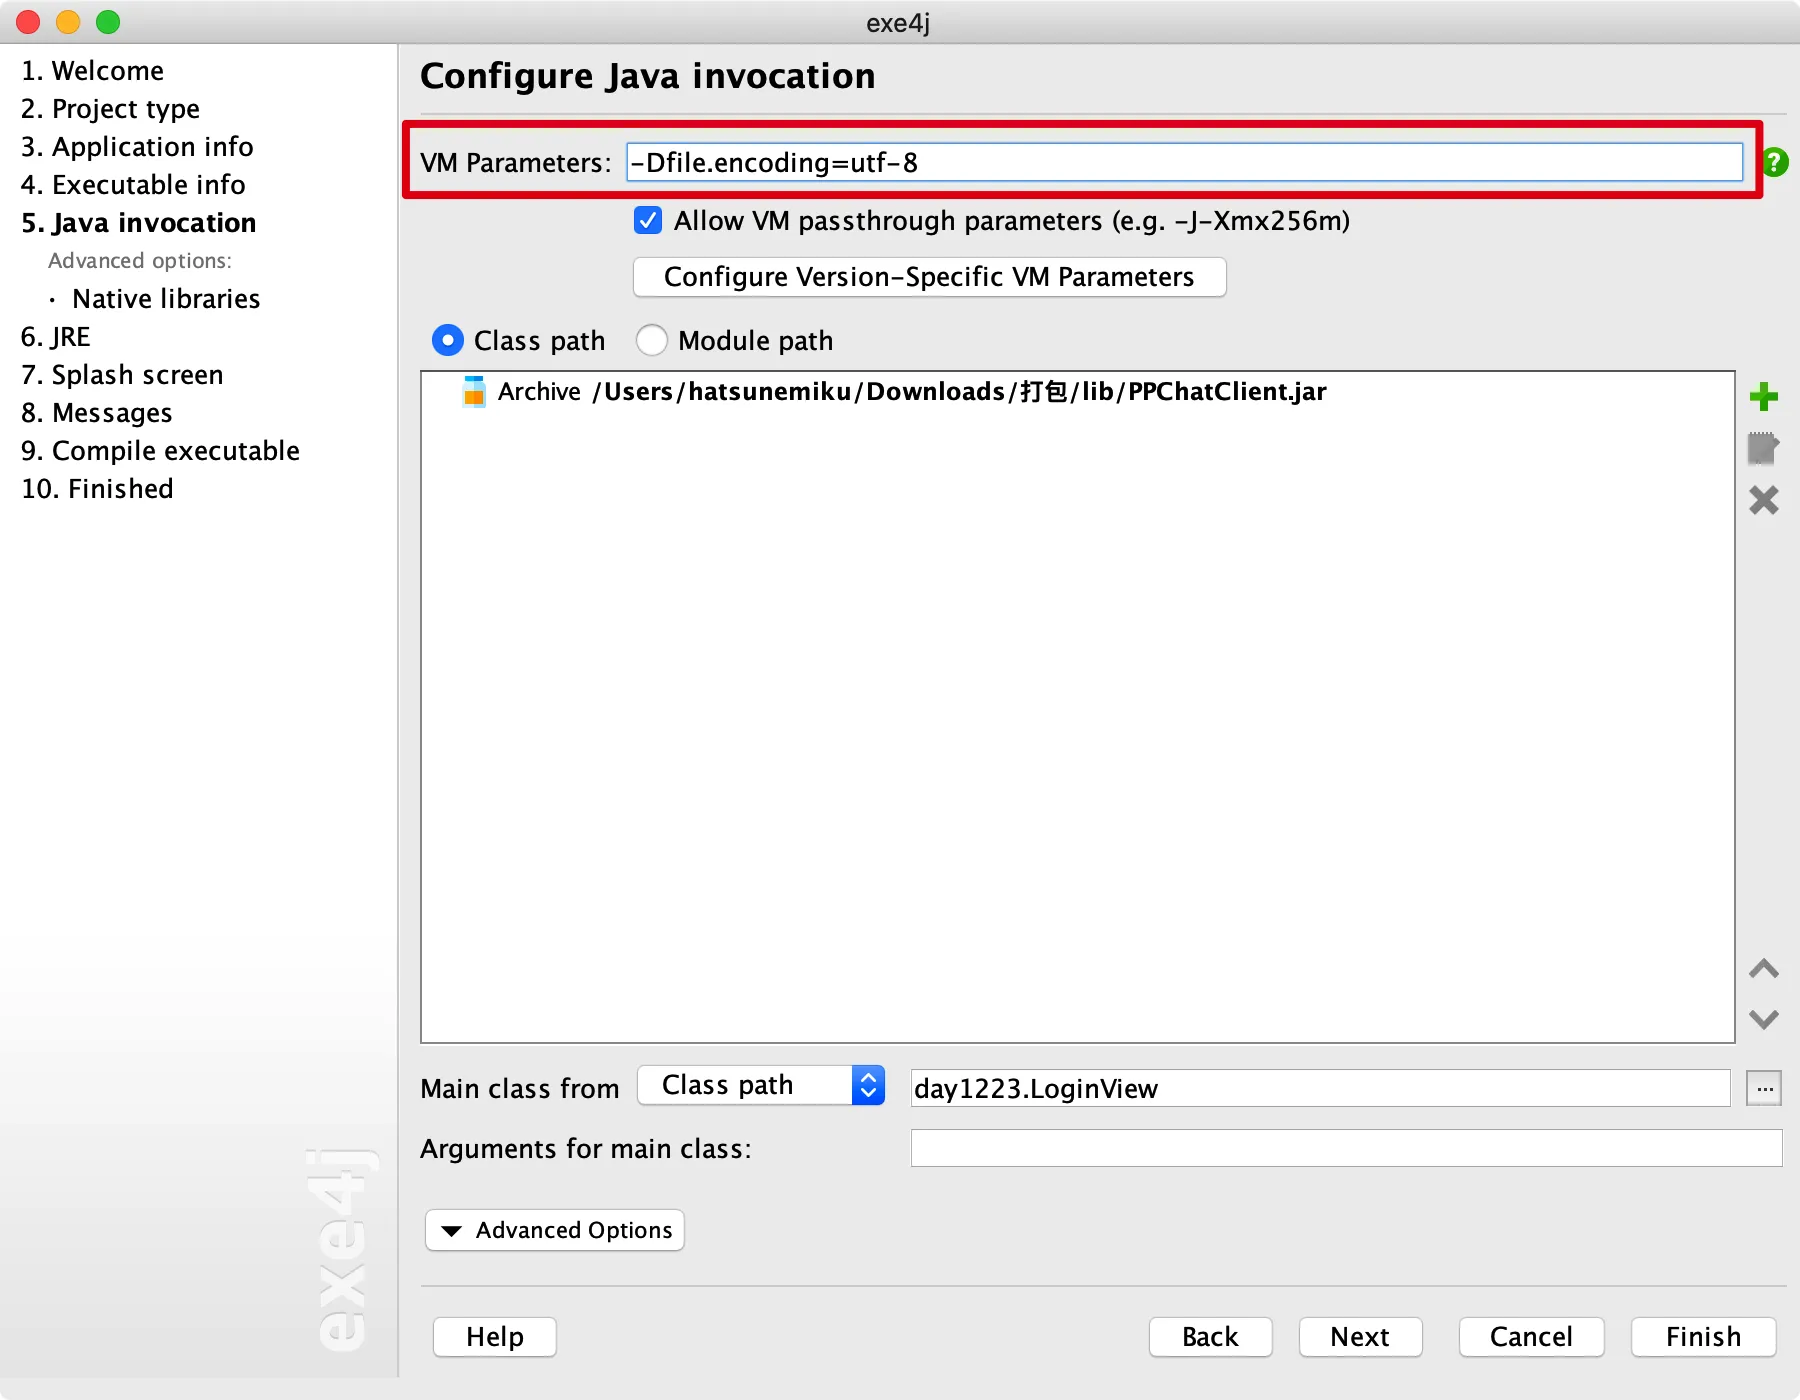 exe4j
1. Welcome
2. Project type
3. Application info
4. Executable info
5. Java invocation
Advanced options:
· Native libraries
6. JRE
7. Splash screen
8. Messages
9. Compile executable
10. Finished
exe4j
Configure Java invocation
VM Parameters: -Dfile.encoding=utf-8
?
Allow VM passthrough parameters (e.g. -J-Xmx256m)
Configure Version-Specific VM Parameters
Class path Module path
Archive /Users/hatsunemiku/Downloads/打包/lib/PPChatClient.jar
Main class from Class path day1223.LoginView ...
Arguments for main class:
Advanced Options
Help Back Next Cancel Finish